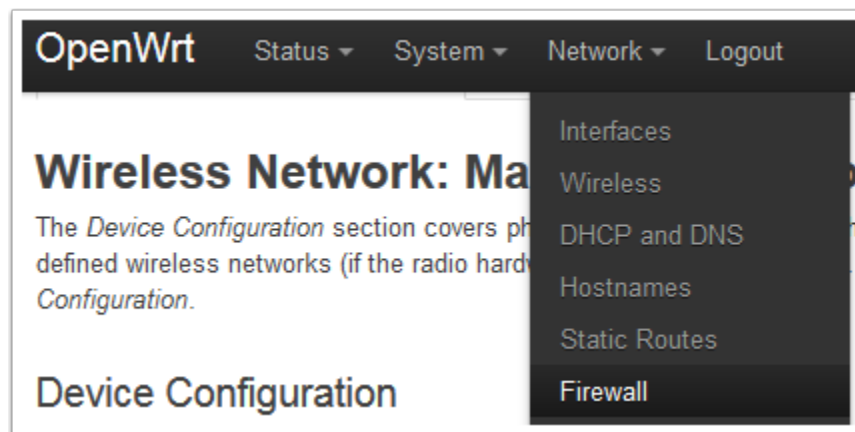 OpenWrt Status System Network Logout
Interfaces
Wireless
DHCP and DNS
Hostnames
Static Routes
Firewall
Wireless Network: Ma
The Device Configuration section covers ph
defined wireless networks (if the radio hardw
Configuration.
Device Configuration